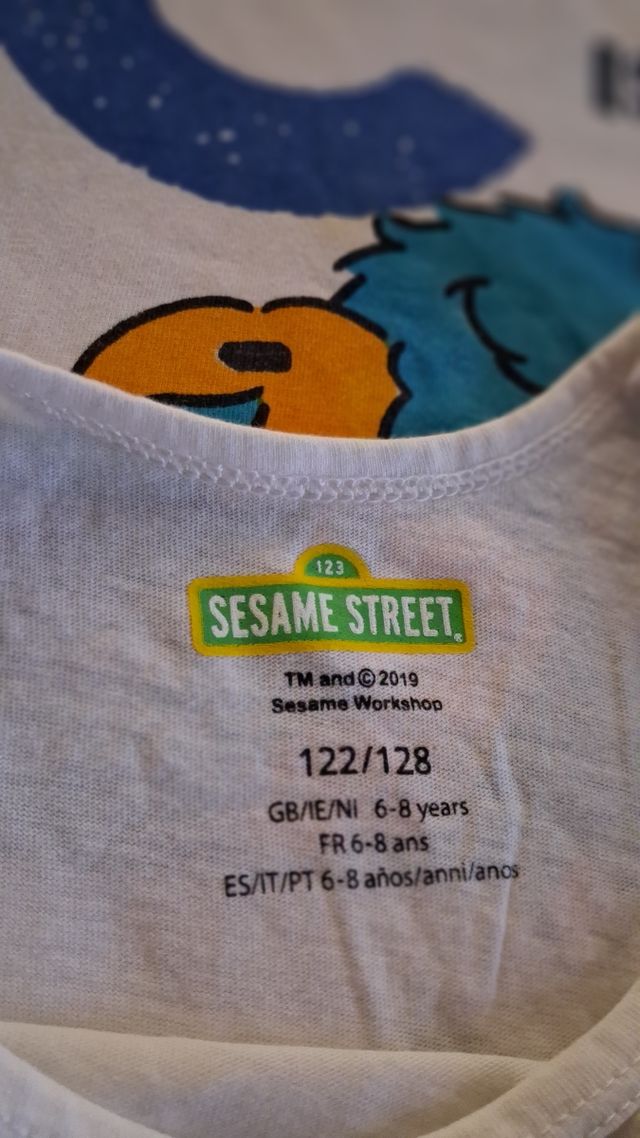 123
SESAME STREET®
TM and © 2019
Sesame Workshop
122/128
GB/IE/NI 6-8 years
FR 6-8 ans
ES/IT/PT 6-8 años/anni/anos